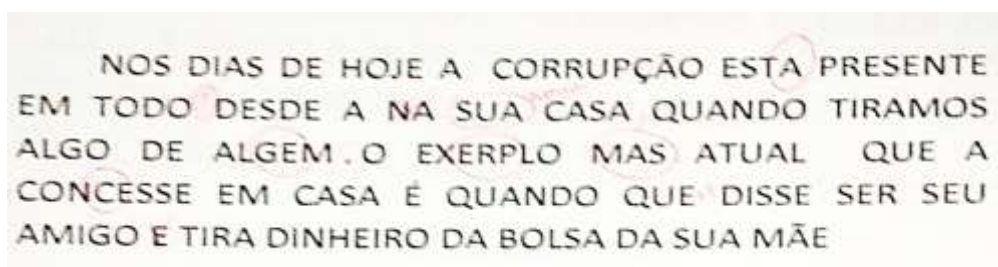 NOS DIAS DE HOJE A CORRUPÇÃO ESTA PRESENTE
EM TODO DESDE A NA SUA CASA QUANDO TIRAMOS
ALGO DE ALGEM. O EXERPLO MAS ATUAL QUE A
CONCESSE EM CASA É QUANDO QUE DISSE SER SEU
AMIGO E TIRA DINHEIRO DA BOLSA DA SUA MÃE